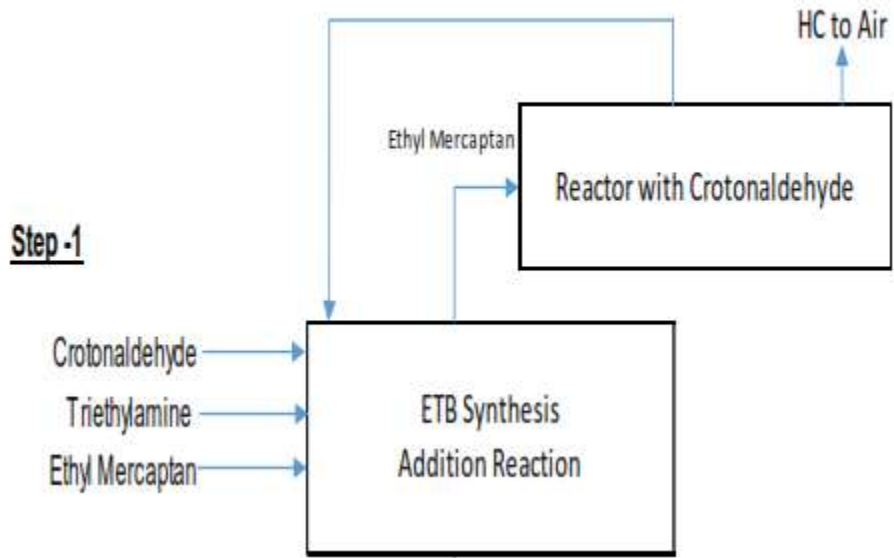 HC to Air
Ethyl Mercaptan
Reactor with Crotonaldehyde
Step -1
Crotonaldehyde
Triethylamine
Ethyl Mercaptan
ETB Synthesis
Addition Reaction